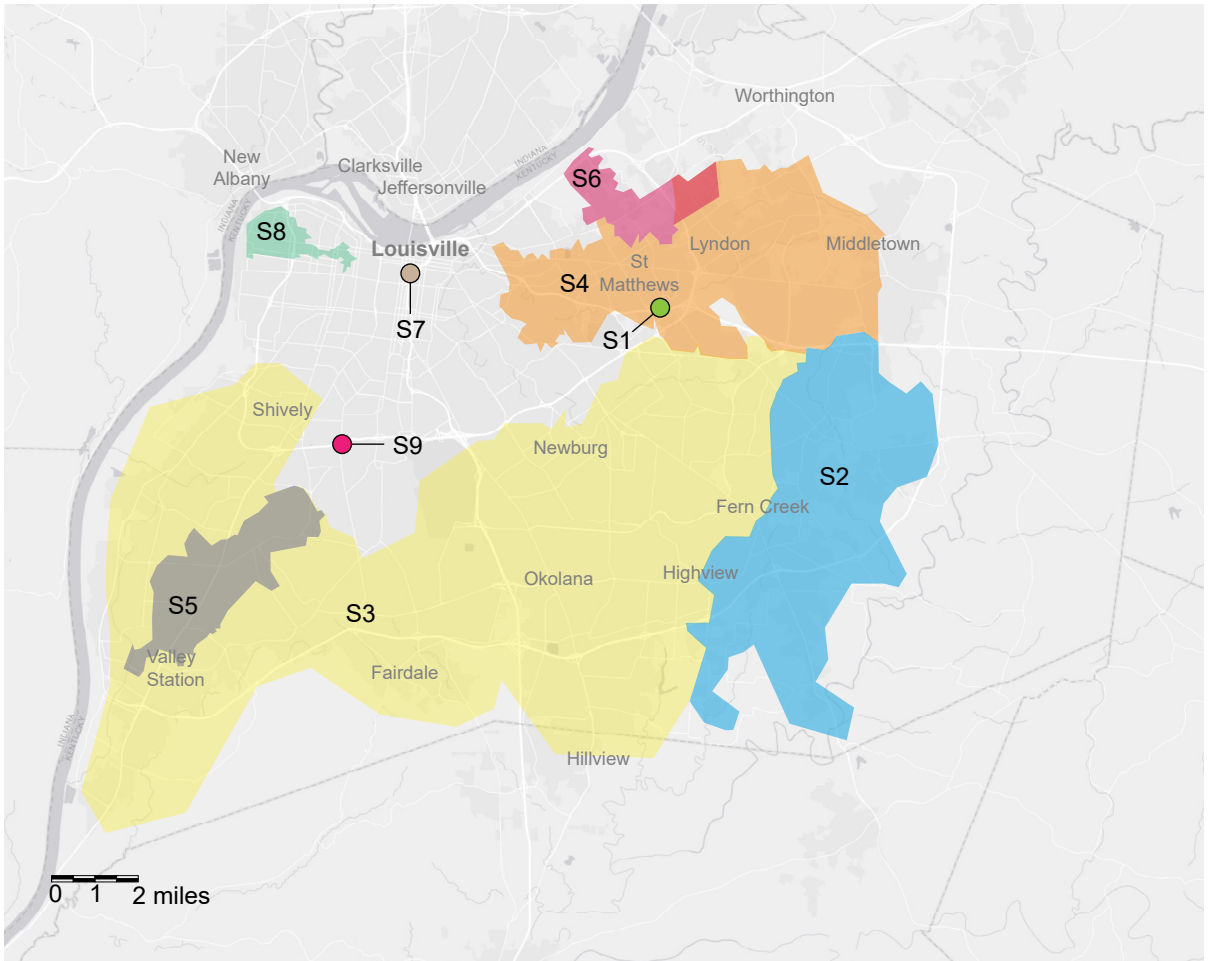 Worthington
INDIANA
KENTUCKY
New
Albany
Clarksville
Jeffersonville
S6
INDIANA
KENTUCKY
S8
Louisville
Lyndon
Middletown
St
Matthews
S4
S7
S1
Shively
S9
Newburg
S2
Fern Creek
Highview
Okolana
S5
S3
Valley
Station
Fairdale
INDIANA
KENTUCKY
Hillview
0 1 2 miles